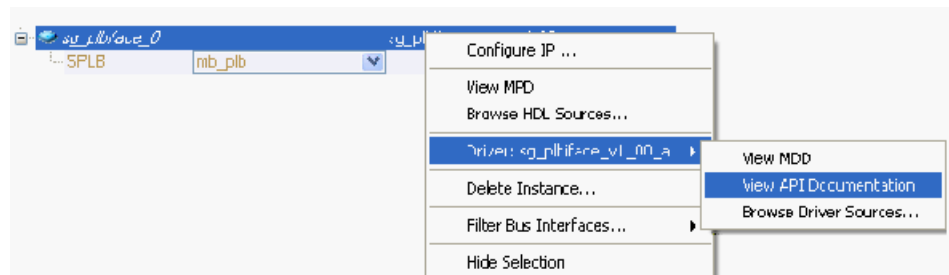 sg_plbiface_0
SPLB mb_plb
Configure IP ...
View MPD
Browse HDL Sources...
Driver: sg_plbiface_v1_00_a
Delete Instance...
Filter Bus Interfaces...
Hide Selection
View MDD
View API Documentation
Browse Driver Sources...